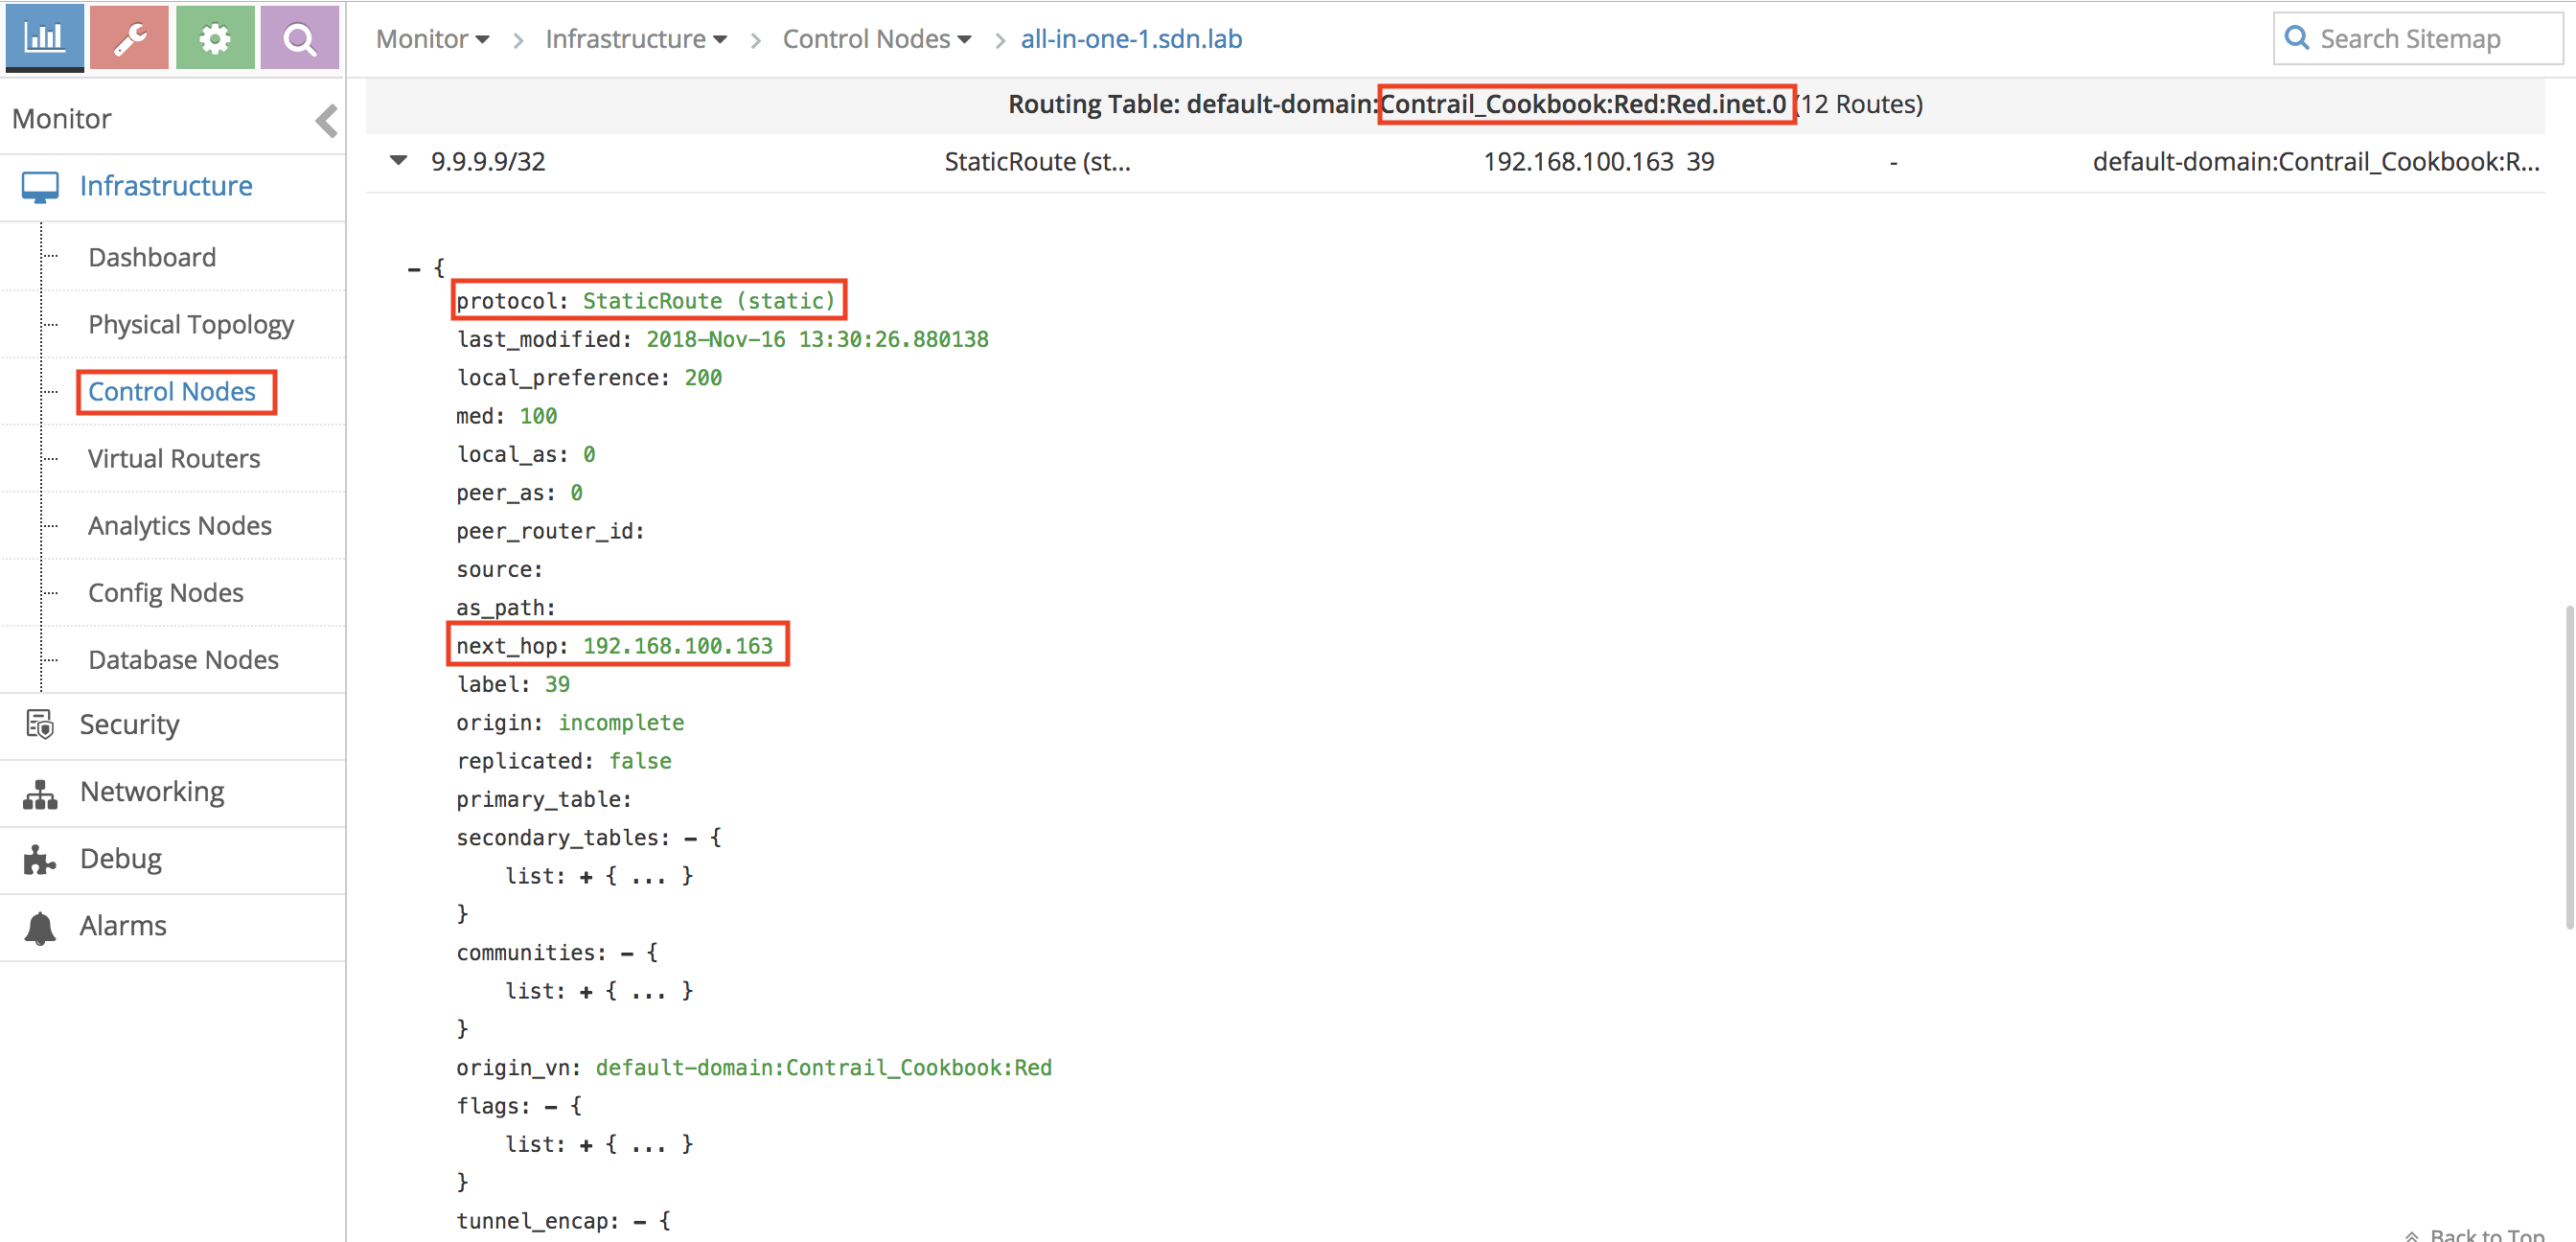 Monitor > Infrastructure > Control Nodes > all-in-one-1.sdn.lab
Search Sitemap
Monitor
Infrastructure
Dashboard
Physical Topology
Control Nodes
Virtual Routers
Analytics Nodes
Config Nodes
Database Nodes
Security
Networking
Debug
Alarms
Routing Table: default-domain:Contrail_Cookbook:Red:Red.inet.0 (12 Routes)
9.9.9.9/32 StaticRoute (st... 192.168.100.163 39 - default-domain:Contrail_Cookbook:R...
− {
protocol: StaticRoute (static)
last_modified: 2018-Nov-16 13:30:26.880138
local_preference: 200
med: 100
local_as: 0
peer_as: 0
peer_router_id:
source:
as_path:
next_hop: 192.168.100.163
label: 39
origin: incomplete
replicated: false
primary_table:
secondary_tables: − {
list: + { ... }
}
communities: − {
list: + { ... }
}
origin_vn: default-domain:Contrail_Cookbook:Red
flags: − {
list: + { ... }
}
tunnel_encap: − {
Back to Top